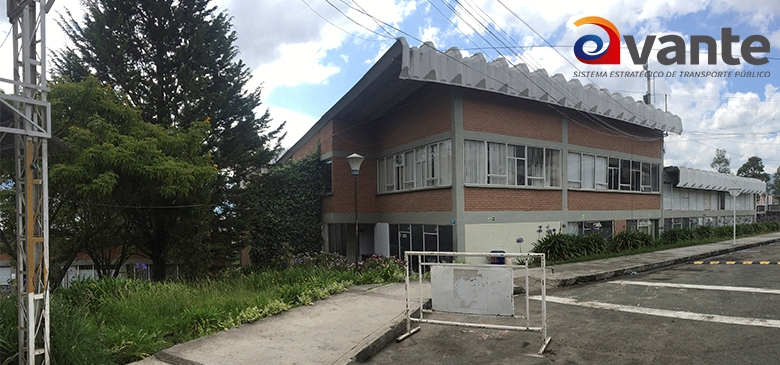 avante
SISTEMA ESTRATÉGICO DE TRANSPORTE PÚBLICO